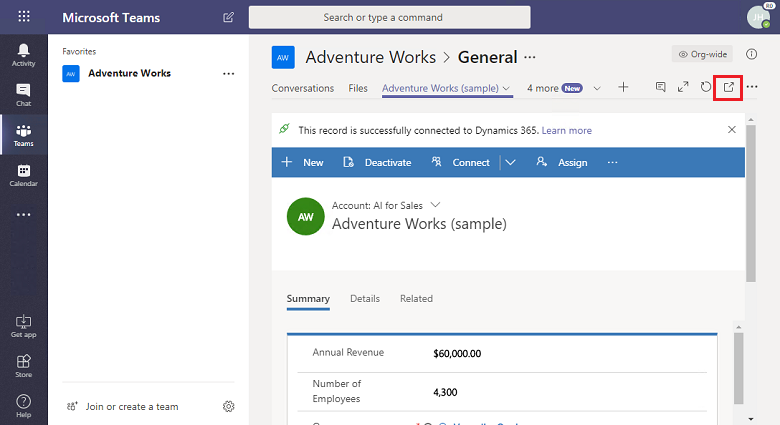 Microsoft Teams
Search or type a command
JH
Activity
Chat
Teams
Calendar
Get app
Store
Help
Favorites
AW Adventure Works
Join or create a team
AW Adventure Works > General
Org-wide
Conversations Files Adventure Works (sample) 4 more New
This record is successfully connected to Dynamics 365. Learn more
New Deactivate Connect Assign
AW
Account: AI for Sales
Adventure Works (sample)
Summary Details Related
Annual Revenue $60,000.00
Number of
Employees
4,300